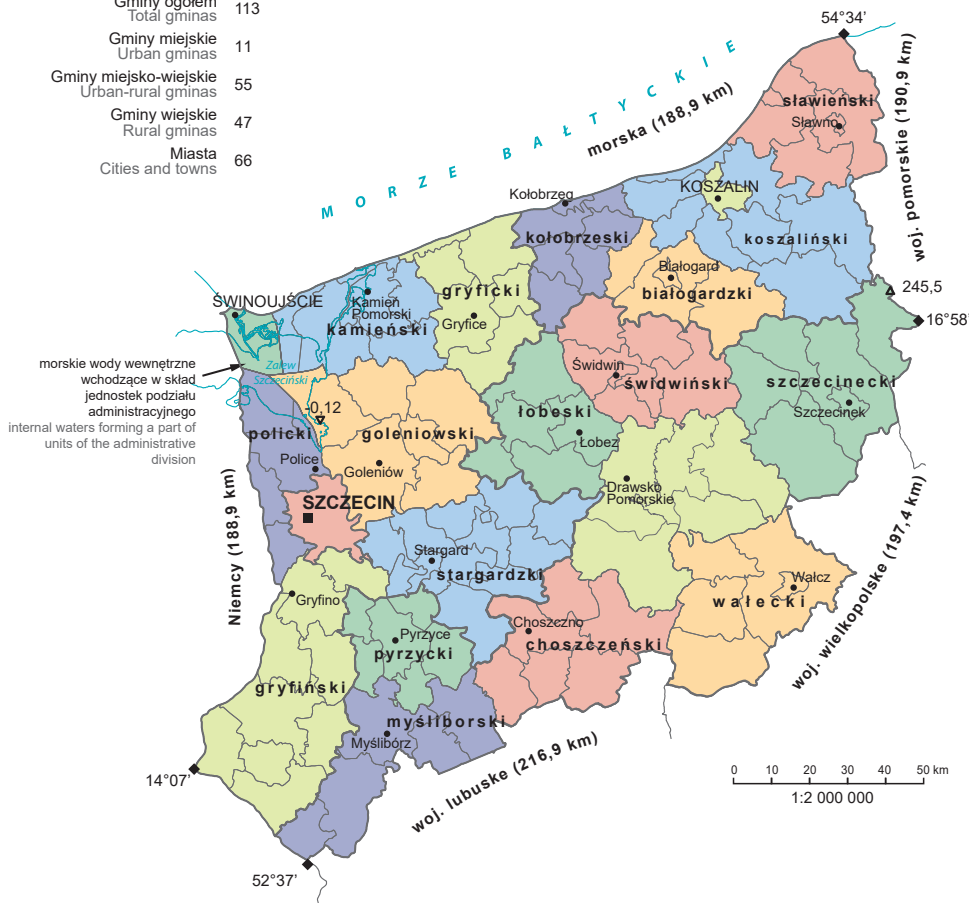 Gminy ogółem 113
Total gminas
Gminy miejskie 11
Urban gminas
Gminy miejsko-wiejskie 55
Urban-rural gminas
Gminy wiejskie 47
Rural gminas
Miasta 66
Cities and towns
54°34'
MORZE BAŁTYCKIE
morska (188,9 km)
woj. pomorskie (190,9 km)
sławieński
Sławno
Kołobrzeg
KOSZALIN
kołobrzeski
koszaliński
Białogard
białogardzki
245,5
16°58'
ŚWINOUJŚCIE
Kamień
Pomorski
kamieński
gryficki
Gryfice
morskie wody wewnętrzne
wchodzące w skład
jednostek podziału
administracyjnego
internal waters forming a part of
units of the administrative
division
Zalew
Szczeciński
-0,12
Świdwin
świdwiński
szczecinecki
Szczecinek
łobeski
Łobez
policki
Police
goleniowski
Goleniów
Drawsko
Pomorskie
SZCZECIN
Niemcy (188,9 km)
Stargard
stargardzki
woj. wielkopolske (197,4 km)
Wałcz
wałecki
Gryfino
Pyrzyce
pyrzycki
Choszczno
choszczeński
gryfiński
myśliborski
Myślibórz
woj. lubuske (216,9 km)
14°07'
52°37'
0 10 20 30 40 50 km
1:2 000 000